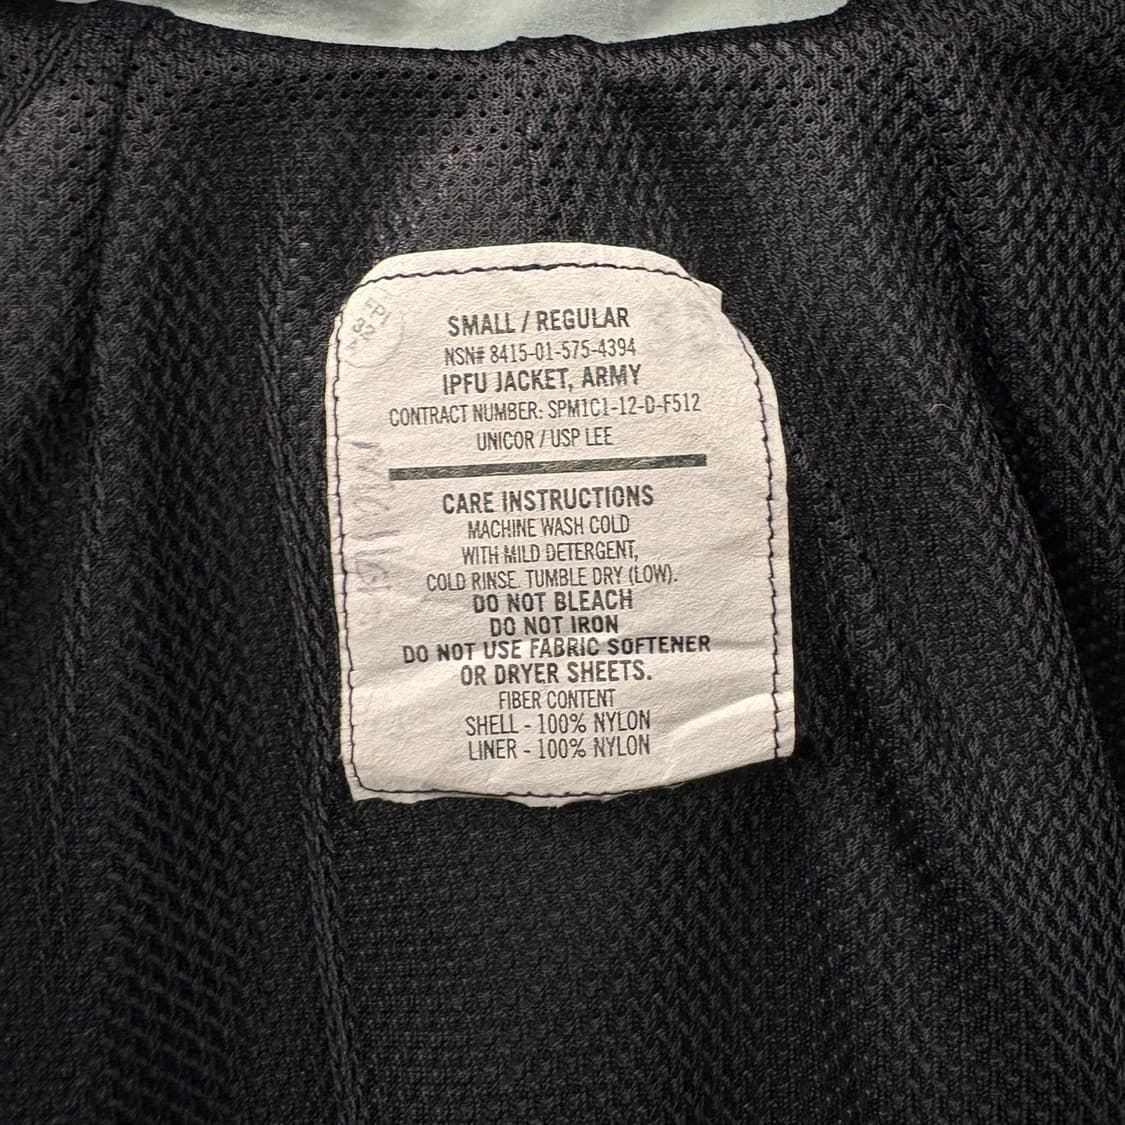 FPI
32
SMALL / REGULAR
NSN# 8415-01-575-4394
IPFU JACKET, ARMY
CONTRACT NUMBER: SPM1C1-12-D-F512
UNICOR / USP LEE
CARE INSTRUCTIONS
MACHINE WASH COLD
WITH MILD DETERGENT,
COLD RINSE. TUMBLE DRY (LOW).
DO NOT BLEACH
DO NOT IRON
DO NOT USE FABRIC SOFTENER
OR DRYER SHEETS.
FIBER CONTENT
SHELL - 100% NYLON
LINER - 100% NYLON